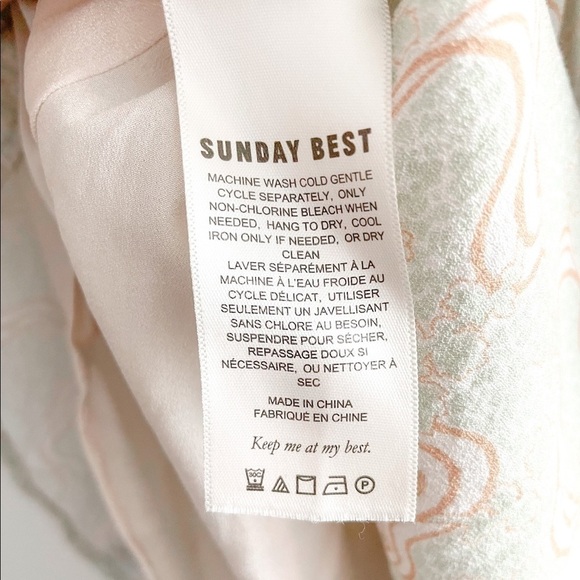 SUNDAY BEST
MACHINE WASH COLD GENTLE
CYCLE SEPARATELY, ONLY
NON-CHLORINE BLEACH WHEN
NEEDED, HANG TO DRY, COOL
IRON ONLY IF NEEDED, OR DRY
CLEAN
LAVER SÉPARÉMENT À LA
MACHINE À L'EAU FROIDE AU
CYCLE DÉLICAT, UTILISER
SEULEMENT UN JAVELLISANT
SANS CHLORE AU BESOIN,
SUSPENDRE POUR SÉCHER,
REPASSAGE DOUX SI
NÉCESSAIRE, OU NETTOYER À
SEC
MADE IN CHINA
FABRIQUÉ EN CHINE
Keep me at my best.
30C P